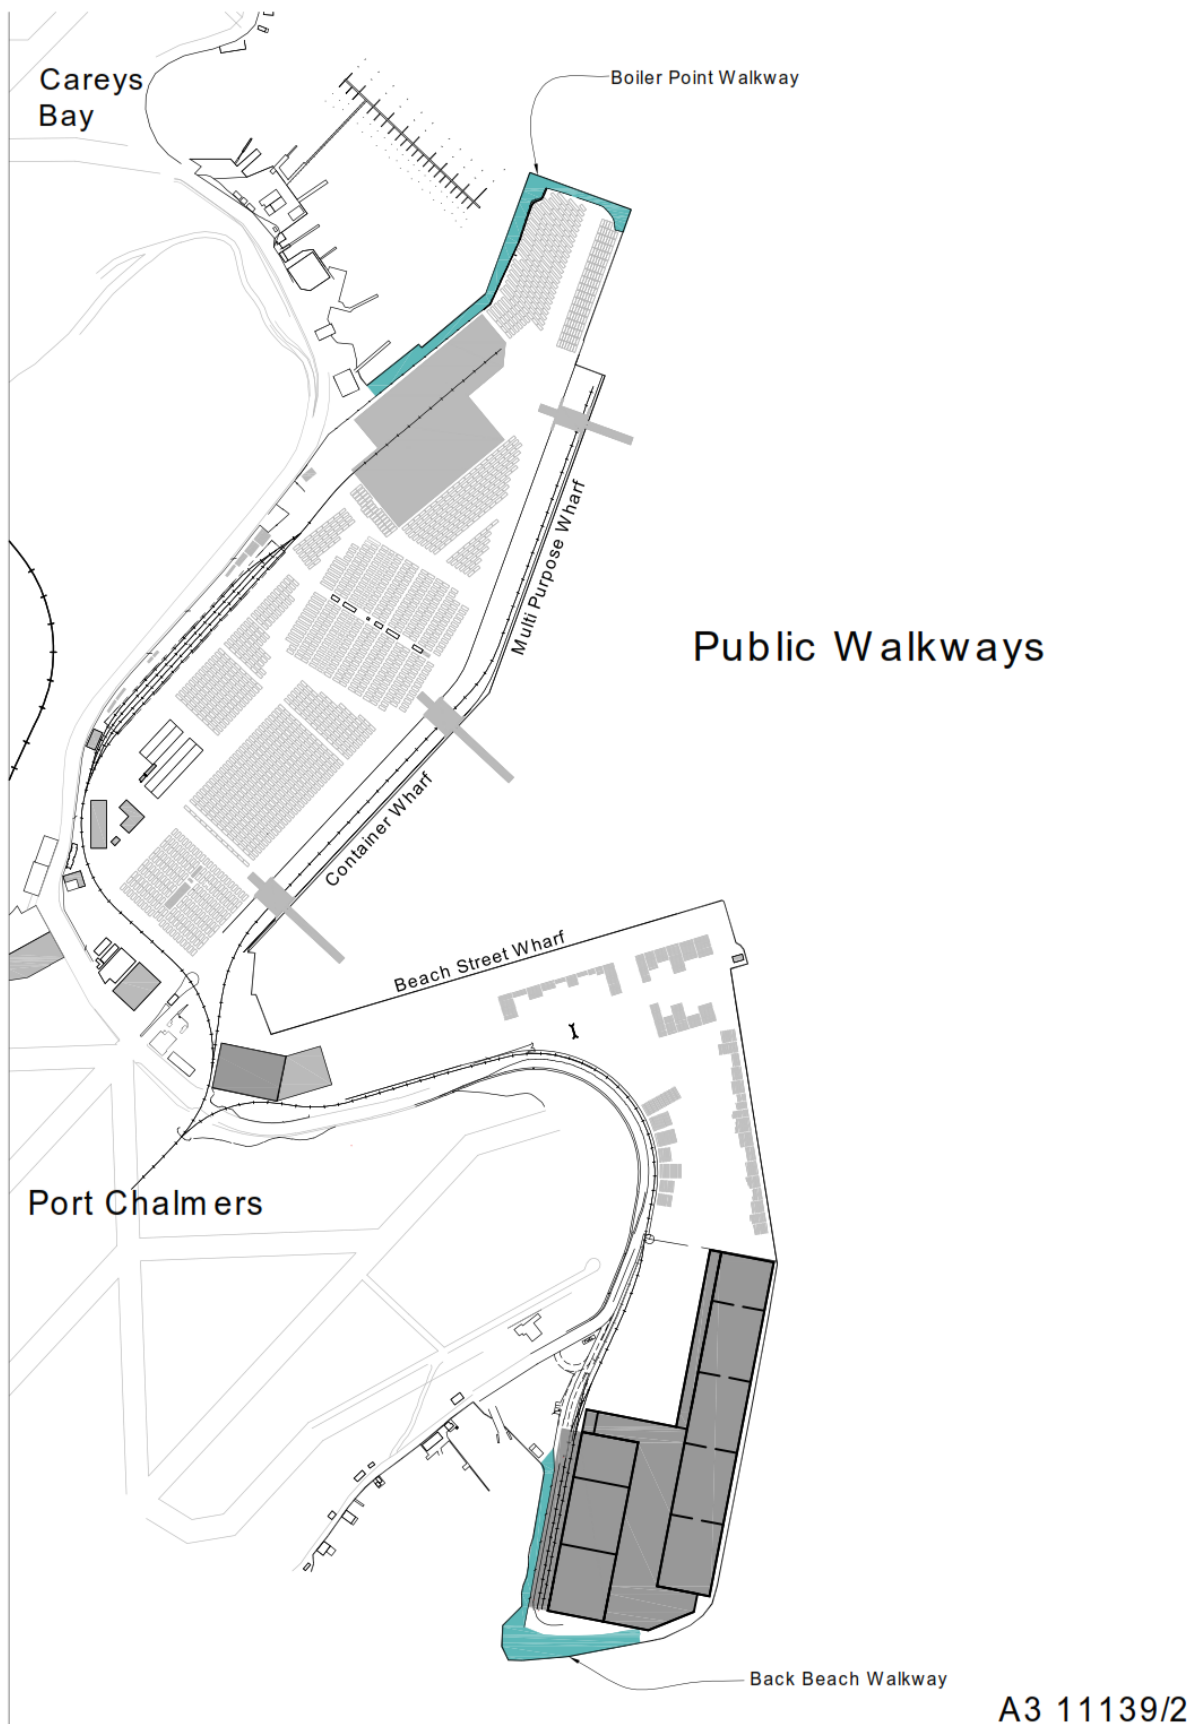 Careys
Bay
Boiler Point Walkway
Multi Purpose Wharf
Public Walkways
Container Wharf
Beach Street Wharf
Port Chalmers
Back Beach Walkway
A3 11139/2